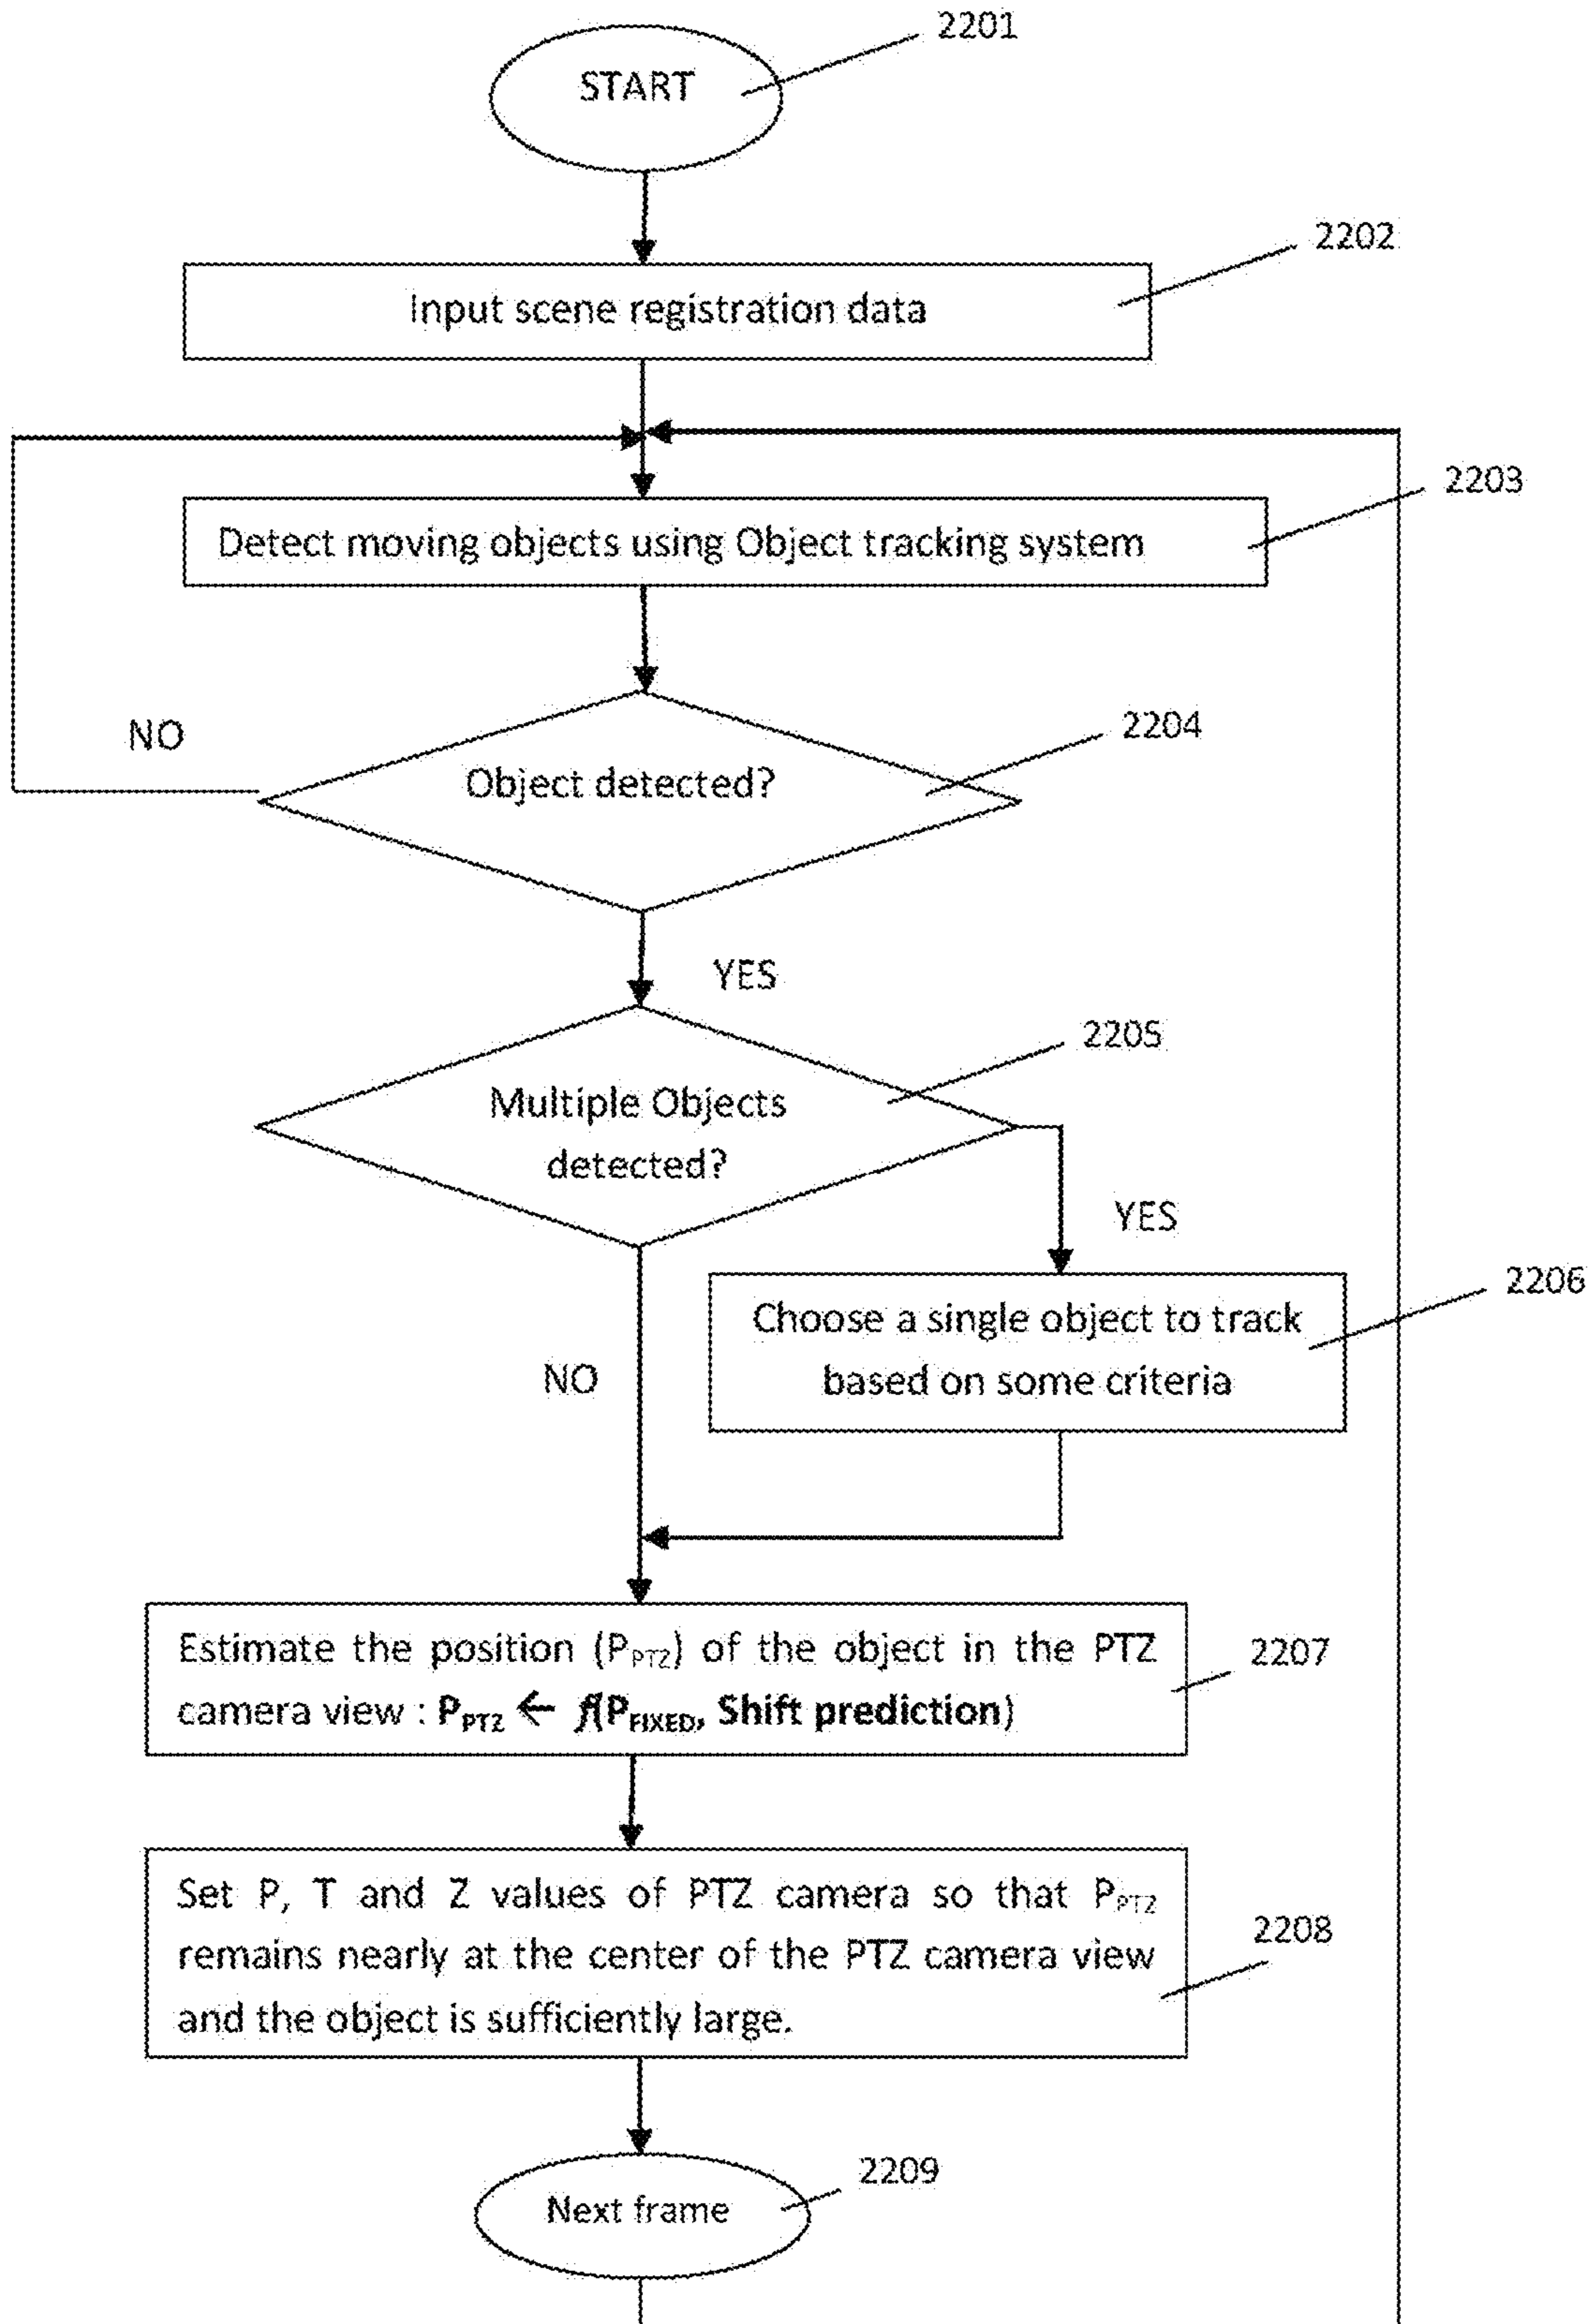 2201
START
2202
Input scene registration data
2203
Detect moving objects using Object tracking system
2204
NO
Object detected?
YES
2205
Multiple Objects
detected?
YES
2206
Choose a single object to track
based on some criteria
NO
Estimate the position (P_PTZ) of the object in the PTZ
camera view : P_PTZ ← f(P_FIXED, Shift prediction)
2207
Set P, T and Z values of PTZ camera so that P_PTZ
remains nearly at the center of the PTZ camera view
and the object is sufficiently large.
2208
2209
Next frame